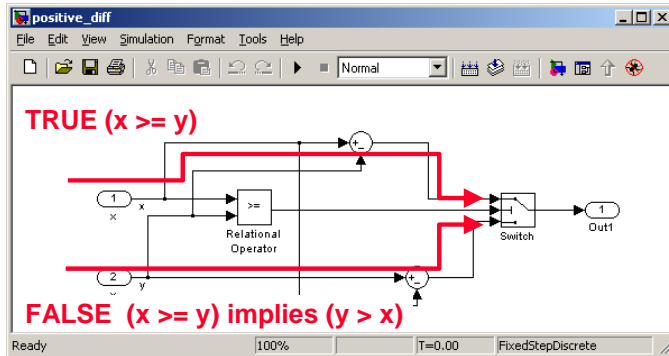 positive_diff
File Edit View Simulation Format Tools Help
Normal
TRUE (x >= y)
+
-
1
x
x
>=
Relational
Operator
Switch
1
Out1
2
y
+
-
FALSE (x >= y) implies (y > x)
Ready 100% T=0.00 FixedStepDiscrete